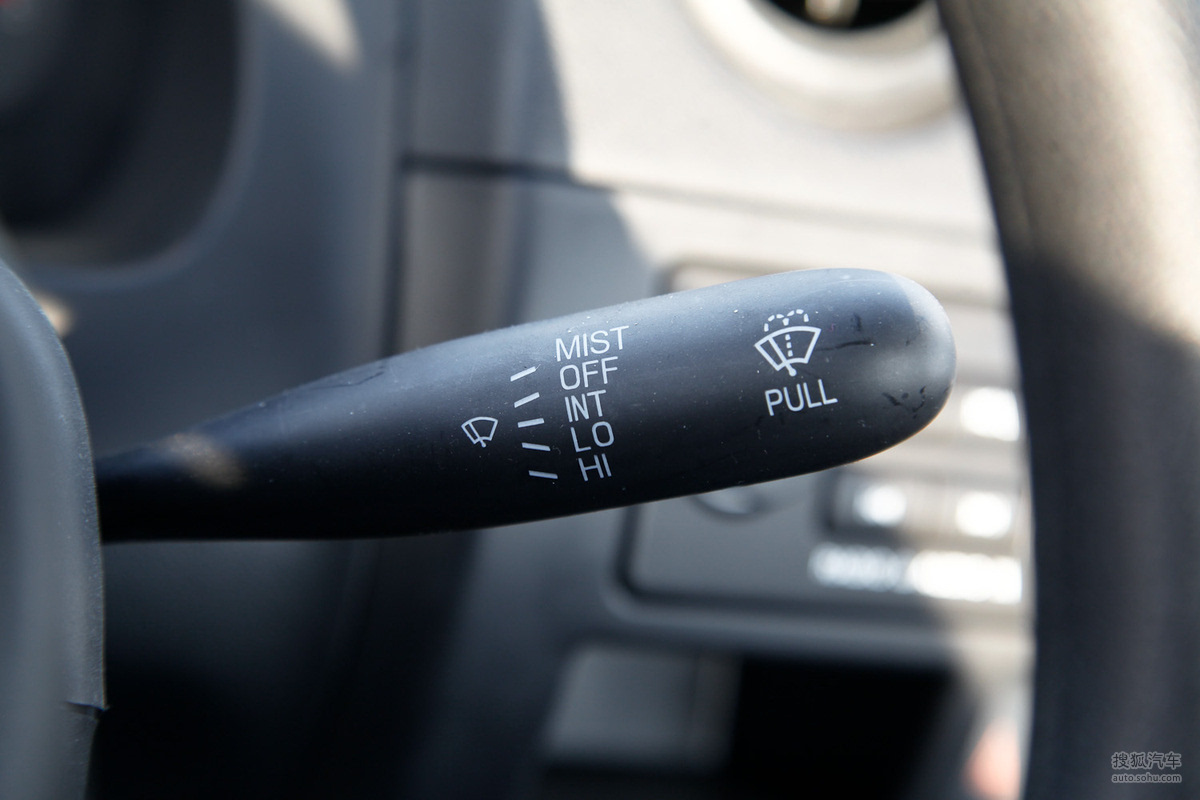 MIST
OFF
INT
LO
HI
PULL
搜狐汽车
auto.sohu.com